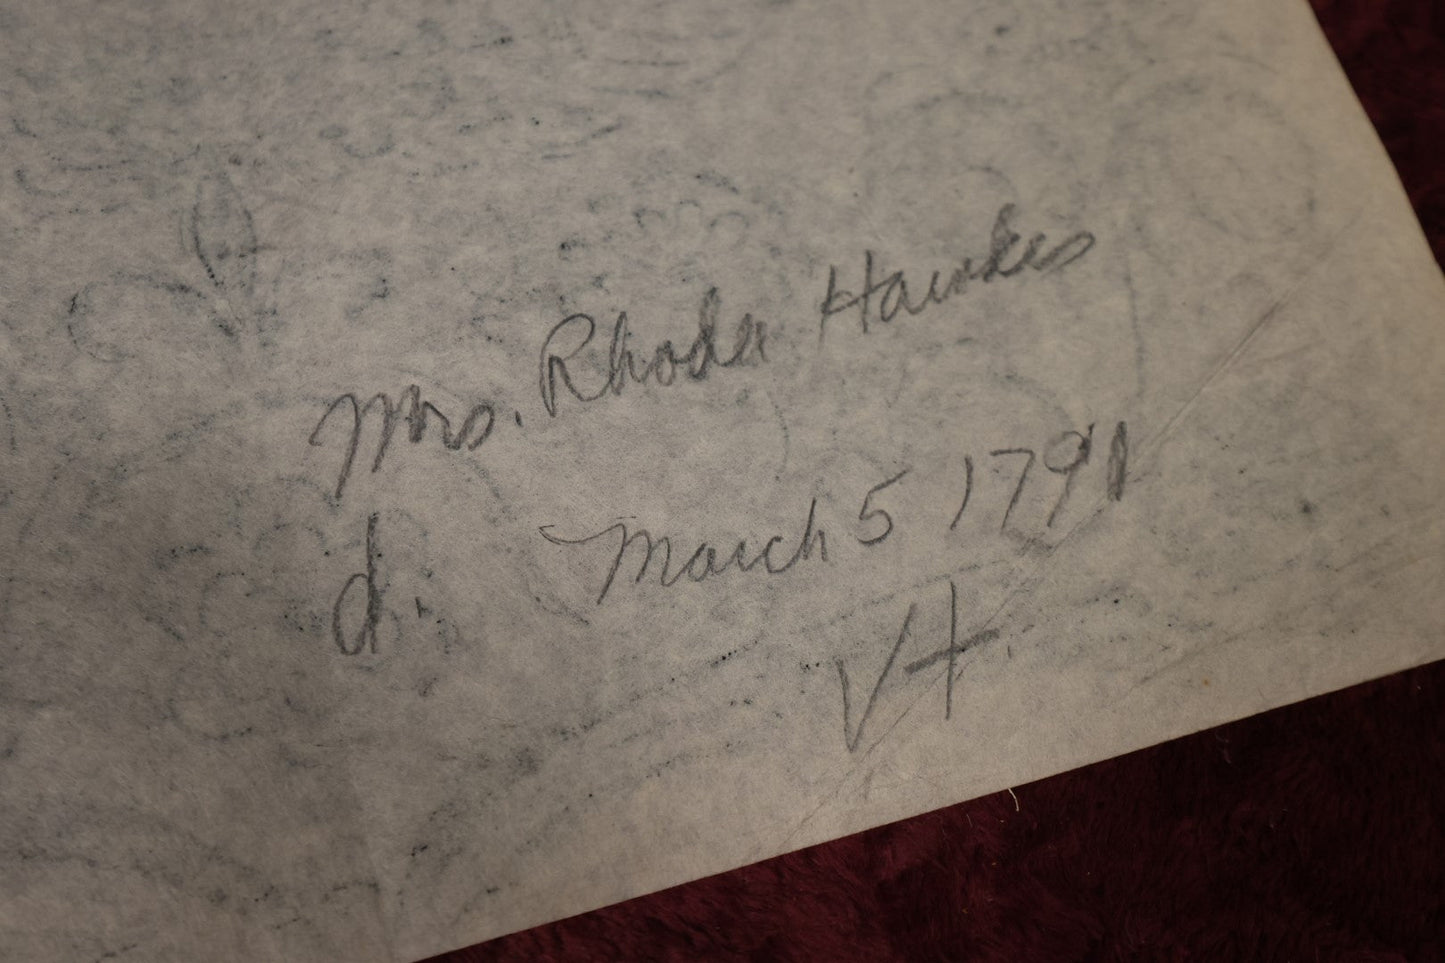 Mrs. Rhoda Hawkes
d. March 5 1791
Vt.